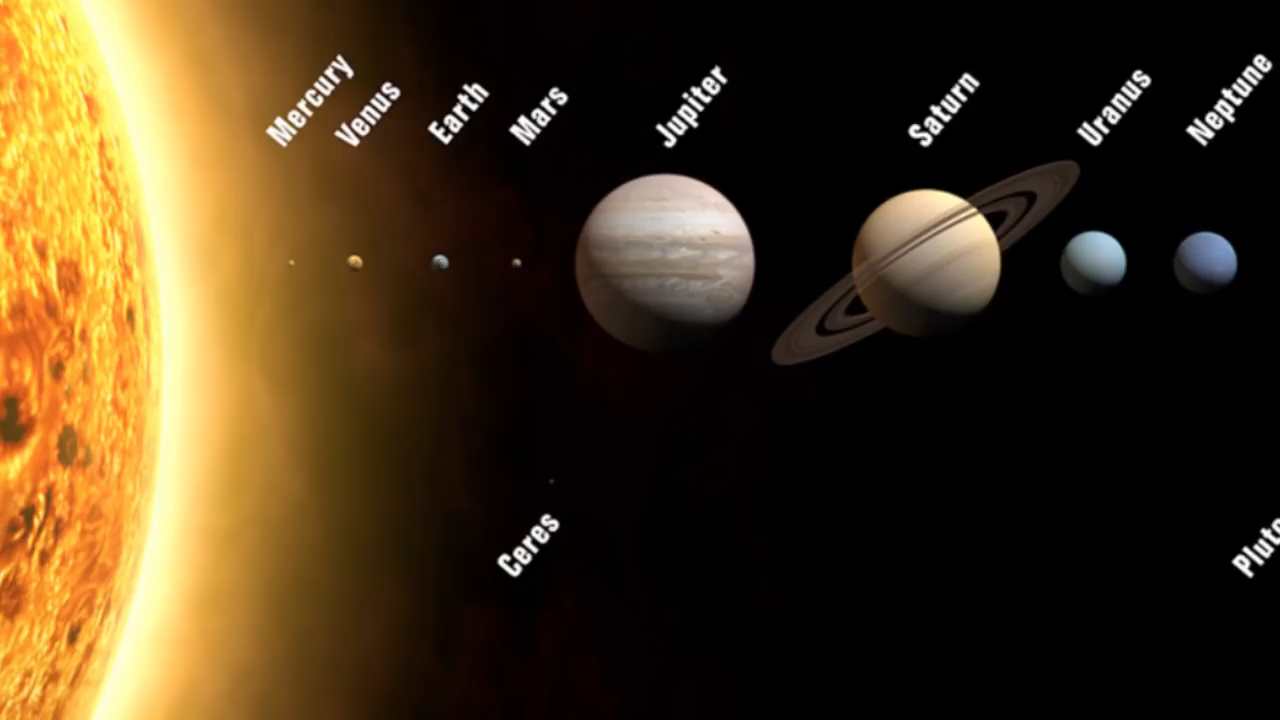 Mercury
Venus
Earth
Mars
Jupiter
Saturn
Uranus
Neptune
Ceres